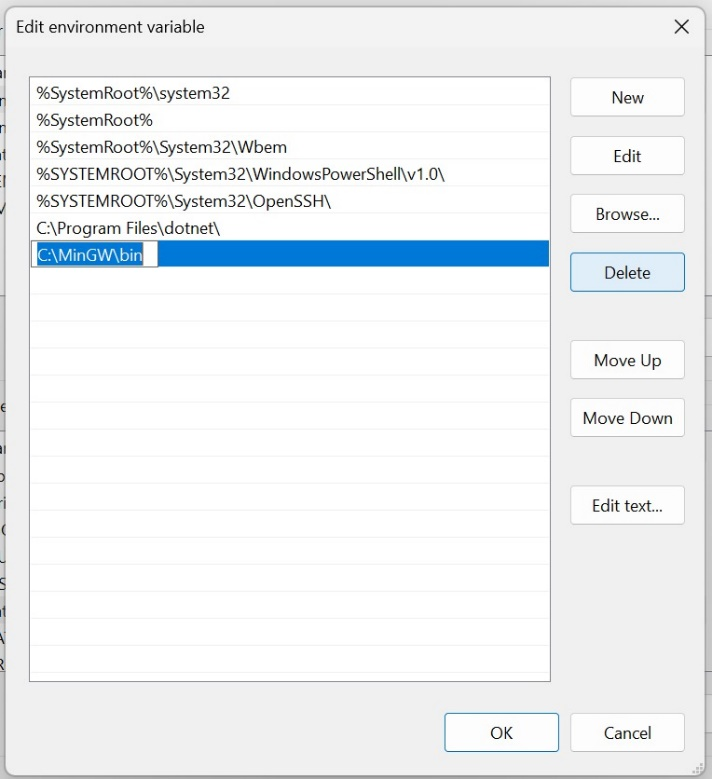 Edit environment variable
%SystemRoot%\system32
%SystemRoot%
%SystemRoot%\System32\Wbem
%SYSTEMROOT%\System32\WindowsPowerShell\v1.0\
%SYSTEMROOT%\System32\OpenSSH\
C:\Program Files\dotnet\
C:\MinGW\bin
New
Edit
Browse...
Delete
Move Up
Move Down
Edit text...
OK
Cancel